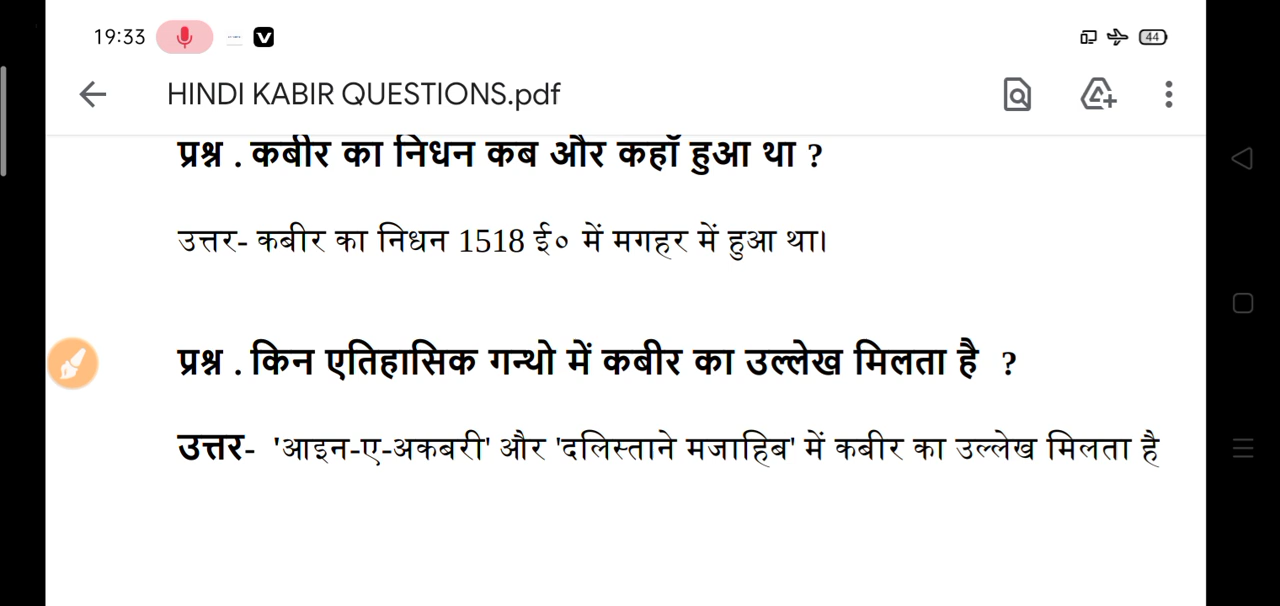 19:33
44
HINDI KABIR QUESTIONS.pdf
प्रश्न . कबीर का निधन कब और कहॉ हुआ था ?
उत्तर- कबीर का निधन 1518 ई० में मगहर में हुआ था।
प्रश्न . किन एतिहासिक गन्थो में कबीर का उल्लेख मिलता है ?
उत्तर- 'आइन-ए-अकबरी' और 'दलिस्ताने मजाहिब' में कबीर का उल्लेख मिलता है